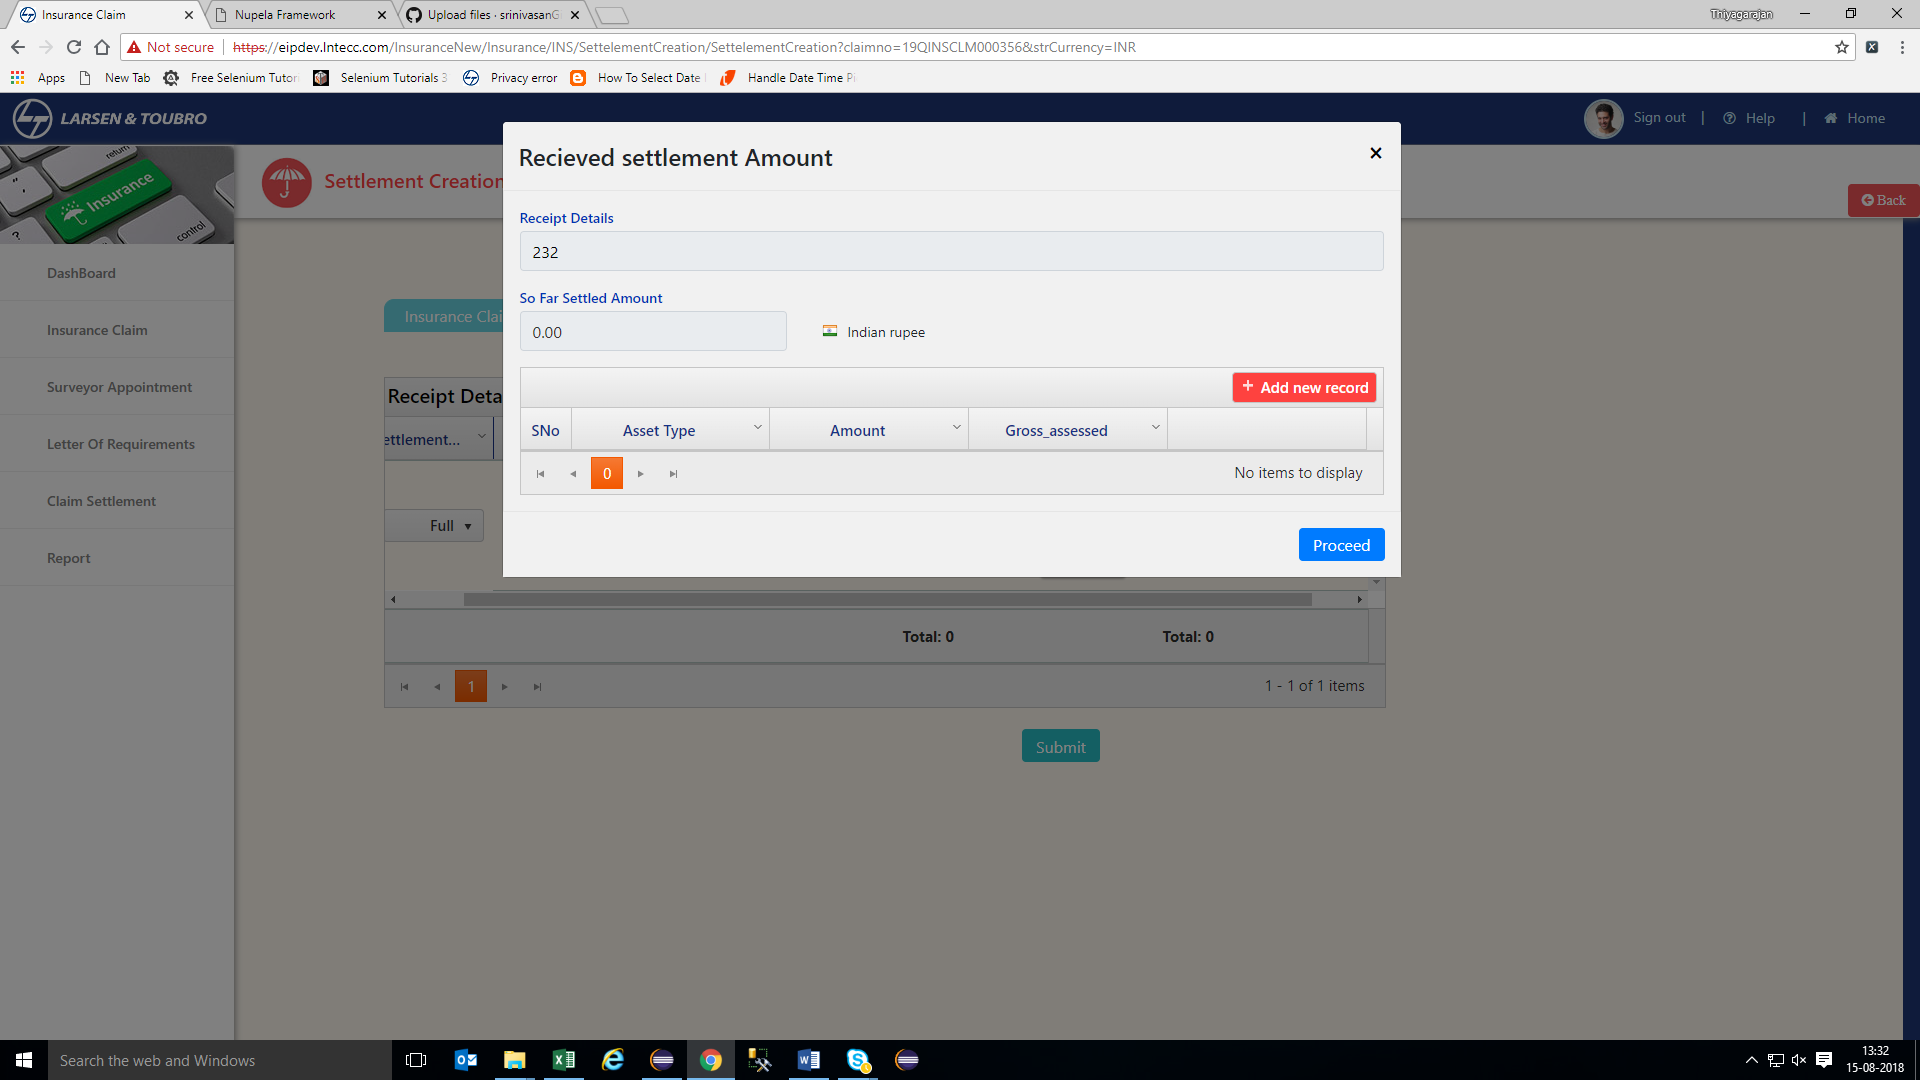 Insurance Claim
Nupela Framework
Upload files · srinivasanG
Thiyagarajan
Not secure
https://eipdev.lntecc.com/InsuranceNew/Insurance/INS/SettelementCreation/SettelementCreation?claimno=19QINSCLM000356&strCurrency=INR
Apps
New Tab
Free Selenium Tutor
Selenium Tutorials 3
Privacy error
How To Select Date
Handle Date Time Pi
LARSEN & TOUBRO
Sign out | Help | Home
return
Insurance
control
Settlement Creation
Back
DashBoard
Insurance Claim
Surveyor Appointment
Letter Of Requirements
Claim Settlement
Report
Insurance Clai
Receipt Deta
ettlement...
Full
Recieved settlement Amount
Receipt Details
232
So Far Settled Amount
0.00
Indian rupee
+ Add new record
SNo
Asset Type
Amount
Gross_assessed
0
No items to display
Proceed
Total: 0
Total: 0
1
1 - 1 of 1 items
Submit
Search the web and Windows
13:32
15-08-2018